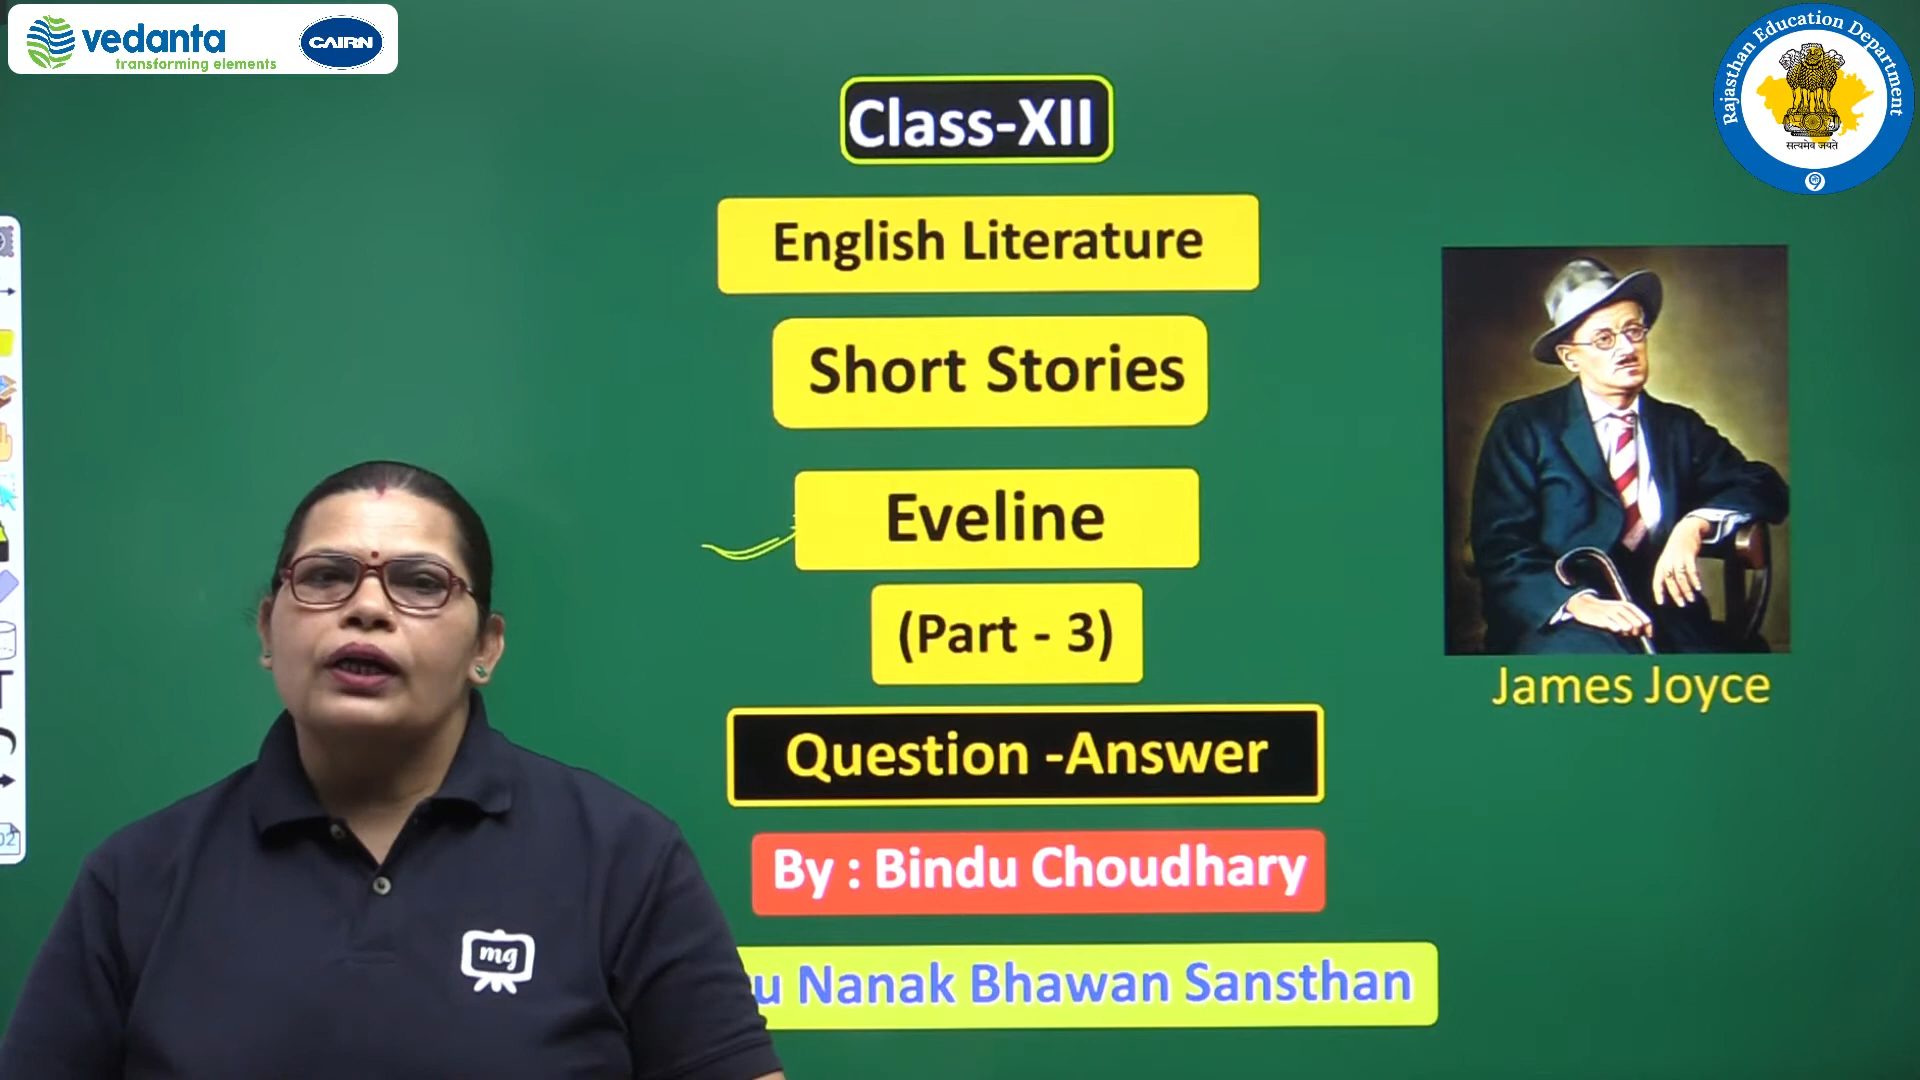 vedanta
transforming elements
CAIRN
Rajasthan Education Department
सत्यमेव जयते
Class-XII
English Literature
Short Stories
Eveline
(Part - 3)
James Joyce
Question -Answer
By : Bindu Choudhary
Nanak Bhawan Sansthan
mg